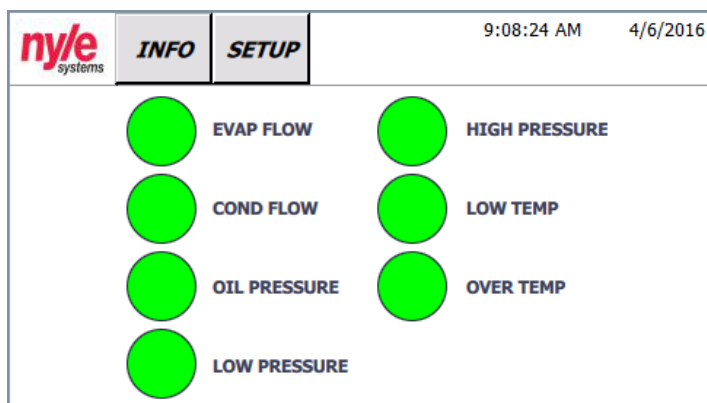 nyle systems INFO SETUP 9:08:24 AM 4/6/2016
EVAP FLOW HIGH PRESSURE
COND FLOW LOW TEMP
OIL PRESSURE OVER TEMP
LOW PRESSURE